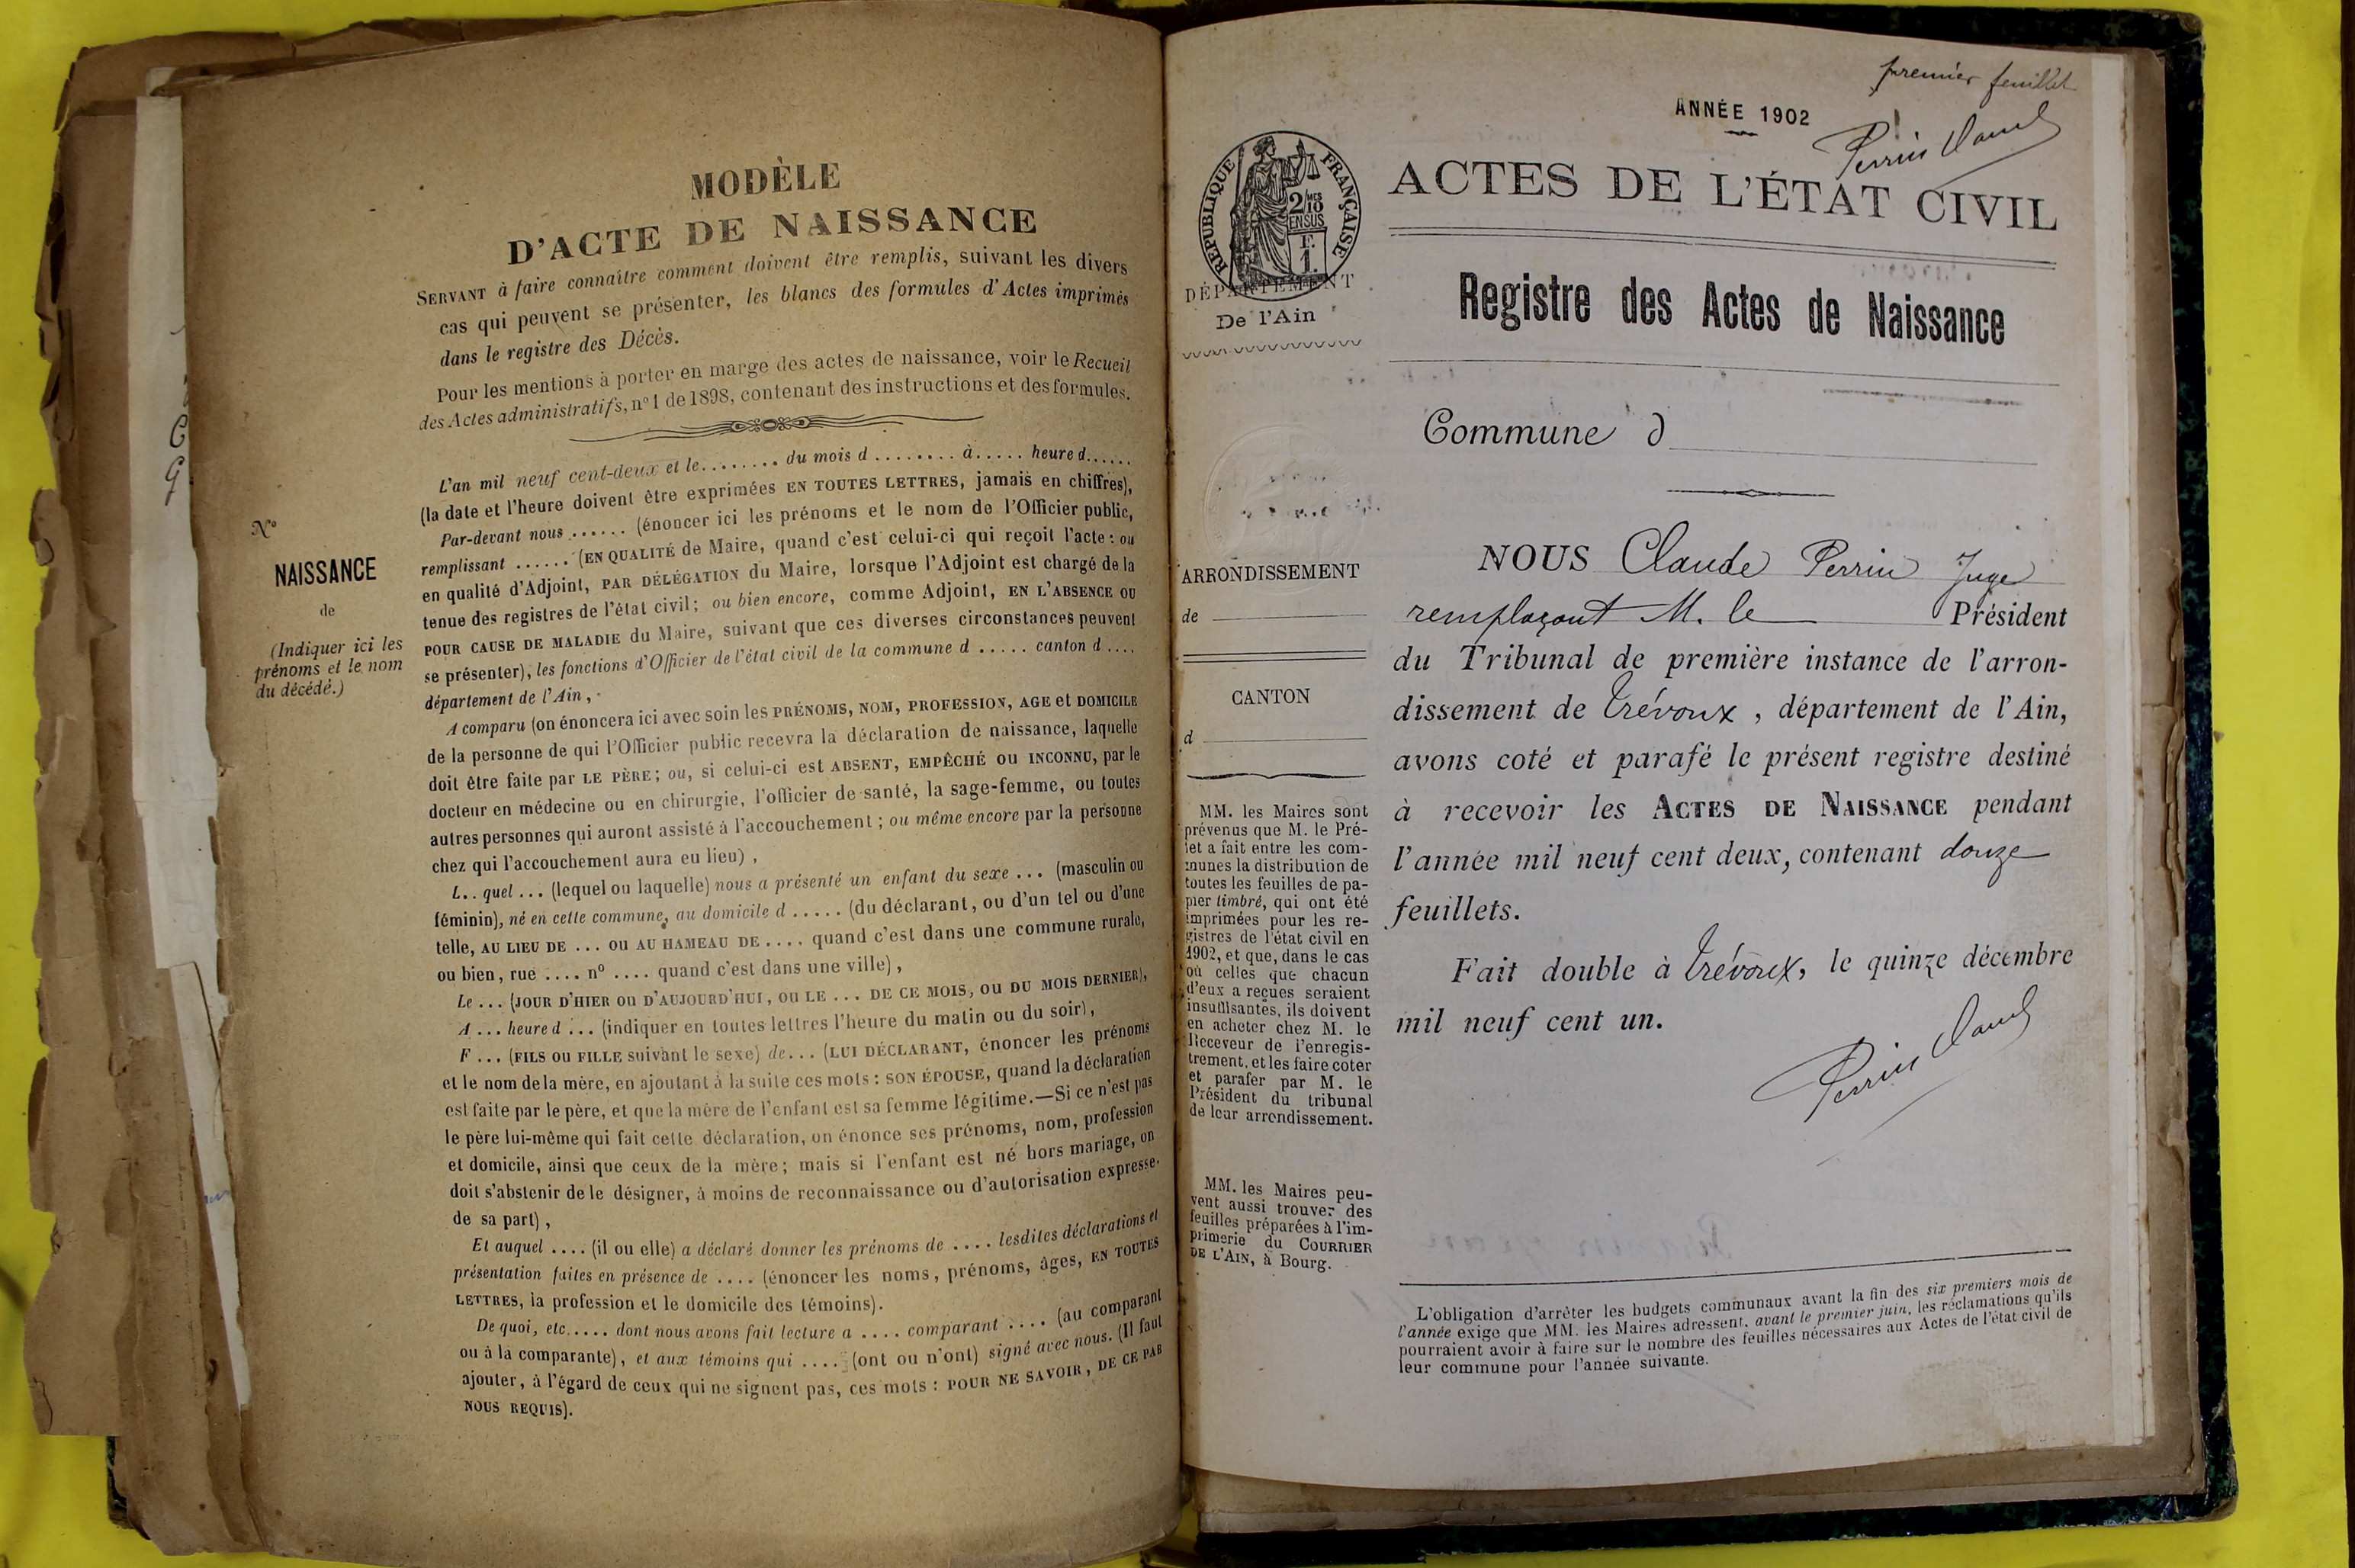 MODÈLE
D'ACTE DE NAISSANCE
SERVANT à faire connaître comment doivent être remplis, suivant les divers
cas qui peuvent se présenter, les blancs des formules d'Actes imprimés
dans le registre des Décès.
Pour les mentions à porter en marge des actes de naissance, voir le Recueil
des Actes administratifs, n° 1 de 1898, contenant des instructions et des formules.
N°
NAISSANCE
de
(Indiquer ici les
prénoms et le nom
du décédé.)
L'an mil neuf cent-deux et le........ du mois d ........ à..... heure d......
(la date et l'heure doivent être exprimées EN TOUTES LETTRES, jamais en chiffres),
Par-devant nous ...... (énoncer ici les prénoms et le nom de l'Officier public,
remplissant ...... (EN QUALITÉ de Maire, quand c'est celui-ci qui reçoit l'acte : ou
en qualité d'Adjoint, PAR DÉLÉGATION du Maire, lorsque l'Adjoint est chargé de la
tenue des registres de l'état civil; ou bien encore, comme Adjoint, EN L'ABSENCE OU
POUR CAUSE DE MALADIE du Maire, suivant que ces diverses circonstances peuvent
se présenter), les fonctions d'Officier de l'état civil de la commune d ..... canton d ....
département de l'Ain,
A comparu (on énoncera ici avec soin les PRÉNOMS, NOM, PROFESSION, AGE et DOMICILE
de la personne de qui l'Officier public recevra la déclaration de naissance, laquelle
doit être faite par LE PÈRE; ou, si celui-ci est ABSENT, EMPÊCHÉ OU INCONNU, par le
docteur en médecine ou en chirurgie, l'officier de santé, la sage-femme, ou toutes
autres personnes qui auront assisté à l'accouchement ; ou même encore par la personne
chez qui l'accouchement aura eu lieu) ,
L.. quel ... (lequel ou laquelle) nous a présenté un enfant du sexe ... (masculin ou
féminin), né en cette commune, au domicile d ..... (du déclarant, ou d'un tel ou d'une
telle, AU LIEU DE ... OU AU HAMEAU DE .... quand c'est dans une commune rurale,
ou bien, rue .... n° .... quand c'est dans une ville) ,
Le ... (JOUR D'HIER OU D'AUJOURD'HUI, OU LE ... DE CE MOIS, OU DU MOIS DERNIER),
A ... heure d ... (indiquer en toutes lettres l'heure du matin ou du soir) ,
F ... (FILS OU FILLE suivant le sexe) de... (LUI DÉCLARANT, énoncer les prénoms
et le nom de la mère, en ajoutant à la suite ces mots : SON ÉPOUSE, quand la déclaration
est faite par le père, et que la mère de l'enfant est sa femme légitime.—Si ce n'est pas
le père lui-même qui fait cette déclaration, on énonce ses prénoms, nom, profession
et domicile, ainsi que ceux de la mère; mais si l'enfant est né hors mariage, on
doit s'abstenir de le désigner, à moins de reconnaissance ou d'autorisation expresse
de sa part) ,
Et auquel .... (il ou elle) a déclaré donner les prénoms de .... lesdites déclarations et
présentation faites en présence de .... (énoncer les noms, prénoms, âges, EN TOUTES
LETTRES, la profession et le domicile des témoins).
De quoi, etc..... dont nous avons fait lecture a .... comparant .... (au comparant
ou à la comparante), et aux témoins qui .... (ont ou n'ont) signé avec nous. (Il faut
ajouter, à l'égard de ceux qui ne signent pas, ces mots : POUR NE SAVOIR, DE CE PAR
NOUS REQUIS).
premier feuillet
ANNÉE 1902
Perrin Claude
RÉPUBLIQUE FRANÇAISE
2/10 MES
EN SUS
F.
1.
ACTES DE L'ÉTAT CIVIL
DÉPARTEMENT
De l'Ain
Registre des Actes de Naissance
Commune d
ARRONDISSEMENT
de
CANTON
d
MM. les Maires sont
prévenus que M. le Pré-
fet a fait entre les com-
munes la distribution de
toutes les feuilles de pa-
pier timbré, qui ont été
imprimées pour les re-
gistres de l'état civil en
1902, et que, dans le cas
où celles que chacun
d'eux a reçues seraient
insuffisantes, ils doivent
en acheter chez M. le
Receveur de l'enregis-
trement, et les faire coter
et parafer par M. le
Président du tribunal
de leur arrondissement.
MM. les Maires peu-
vent aussi trouver des
feuilles préparées à l'im-
primerie du COURRIER
DE L'AIN, à Bourg.
NOUS Claude Perrin Juge
remplaçant M. le Président
du Tribunal de première instance de l'arron-
dissement de Trévoux, département de l'Ain,
avons coté et parafé le présent registre destiné
à recevoir les ACTES DE NAISSANCE pendant
l'année mil neuf cent deux, contenant douze
feuillets.
Fait double à Trévoux, le quinze décembre
mil neuf cent un.
Perrin Claude
L'obligation d'arrêter les budgets communaux avant la fin des six premiers mois de
l'année exige que MM. les Maires adressent, avant le premier juin, les réclamations qu'ils
pourraient avoir à faire sur le nombre des feuilles nécessaires aux Actes de l'état civil de
leur commune pour l'année suivante.